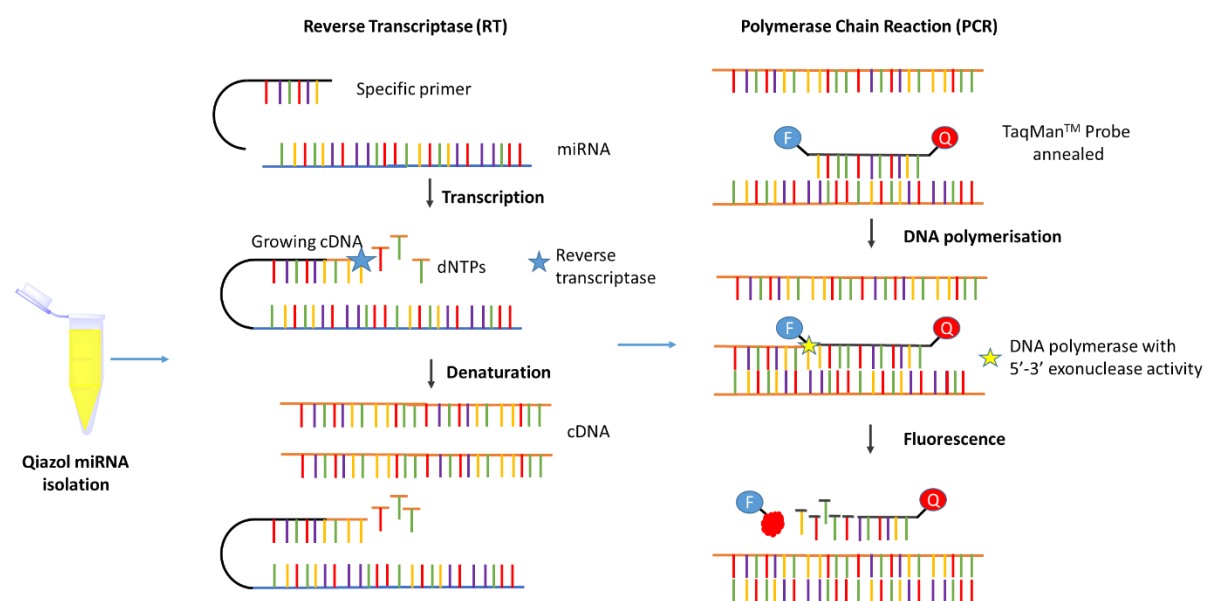 Reverse Transcriptase (RT)
Specific primer
miRNA
Transcription
Growing cDNA
dNTPs
Reverse
transcriptase
Denaturation
cDNA
Qiazol miRNA
isolation
Polymerase Chain Reaction (PCR)
F
Q
TaqMan™ Probe
annealed
DNA polymerisation
F
Q
DNA polymerase with
5’-3’ exonuclease activity
Fluorescence
F
Q